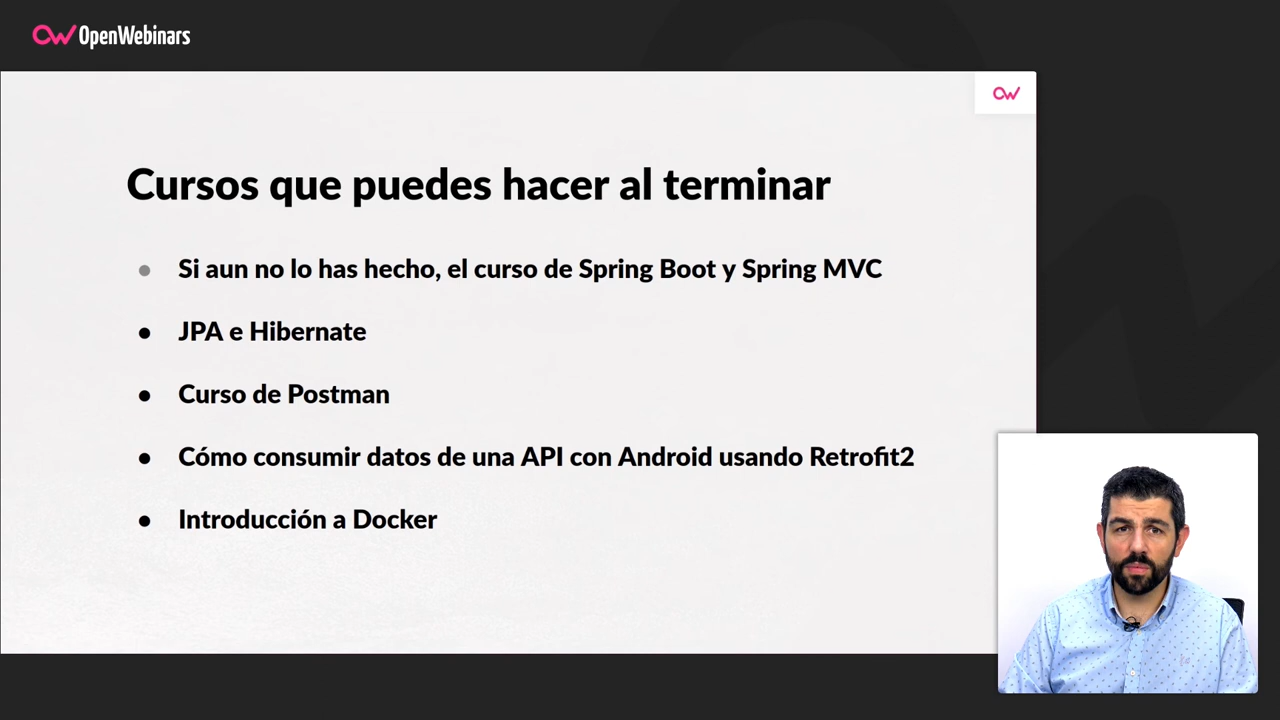 OpenWebinars
Cursos que puedes hacer al terminar
Si aun no lo has hecho, el curso de Spring Boot y Spring MVC
JPA e Hibernate
Curso de Postman
Cómo consumir datos de una API con Android usando Retrofit2
Introducción a Docker